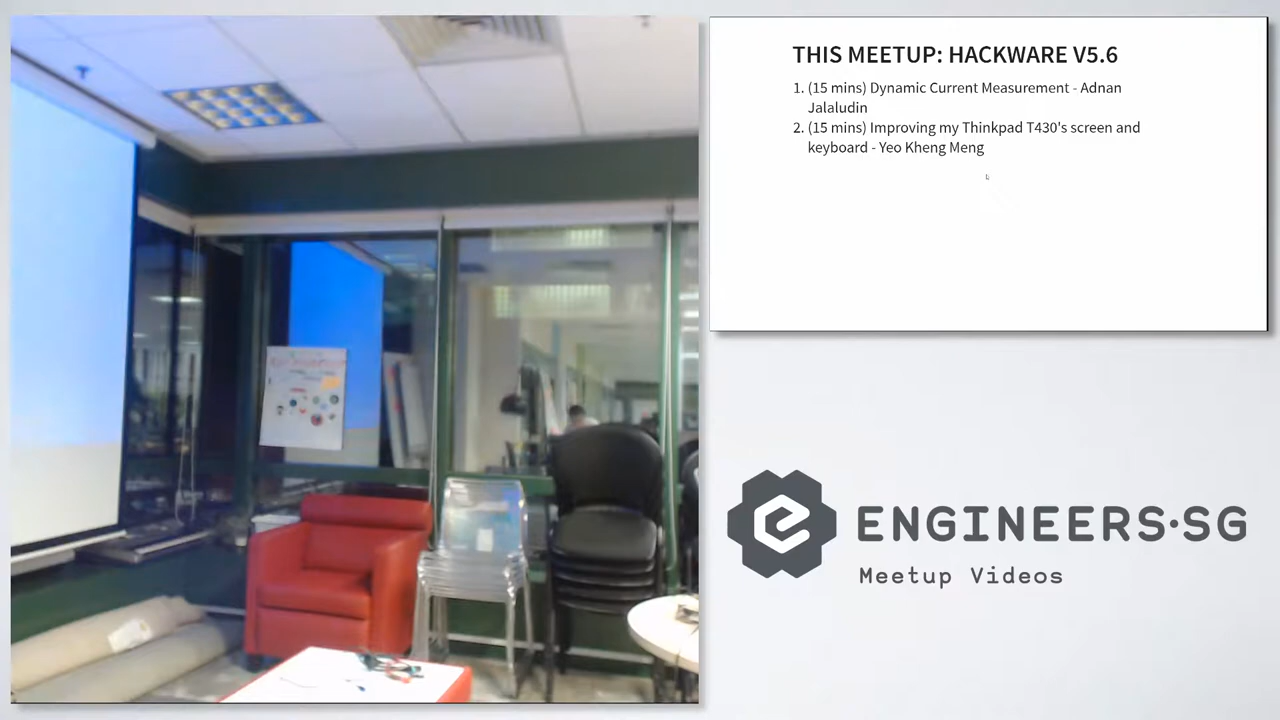 THIS MEETUP: HACKWARE V5.6
1. (15 mins) Dynamic Current Measurement - Adnan
Jalaludin
2. (15 mins) Improving my Thinkpad T430's screen and
keyboard - Yeo Kheng Meng
ENGINEERS·SG
Meetup Videos